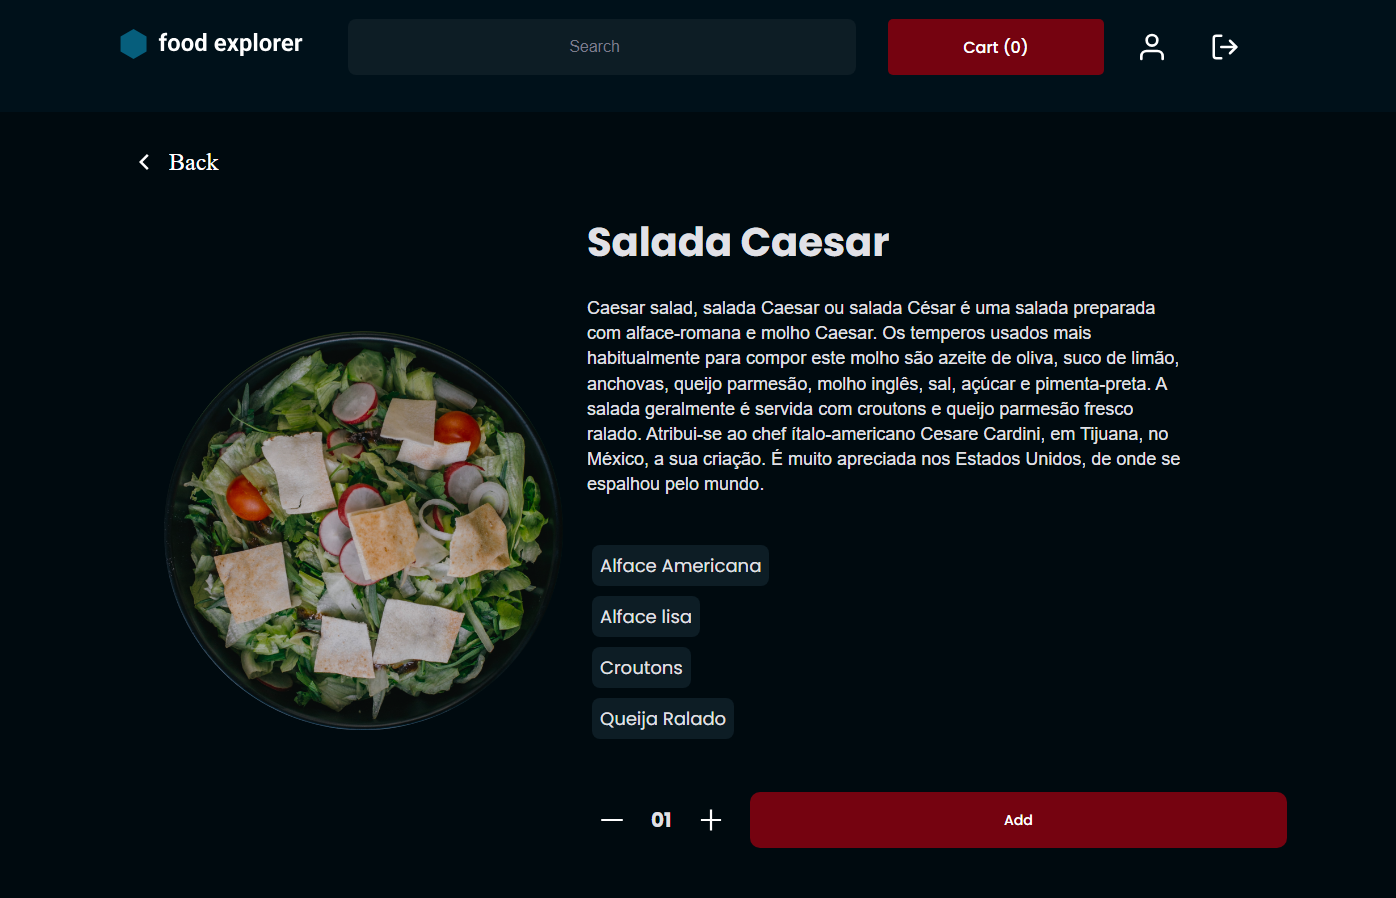 food explorer
Search
Cart (0)
Back
Salada Caesar
Caesar salad, salada Caesar ou salada César é uma salada preparada
com alface-romana e molho Caesar. Os temperos usados mais
habitualmente para compor este molho são azeite de oliva, suco de limão,
anchovas, queijo parmesão, molho inglês, sal, açúcar e pimenta-preta. A
salada geralmente é servida com croutons e queijo parmesão fresco
ralado. Atribui-se ao chef ítalo-americano Cesare Cardini, em Tijuana, no
México, a sua criação. É muito apreciada nos Estados Unidos, de onde se
espalhou pelo mundo.
Alface Americana
Alface lisa
Croutons
Queija Ralado
01
Add